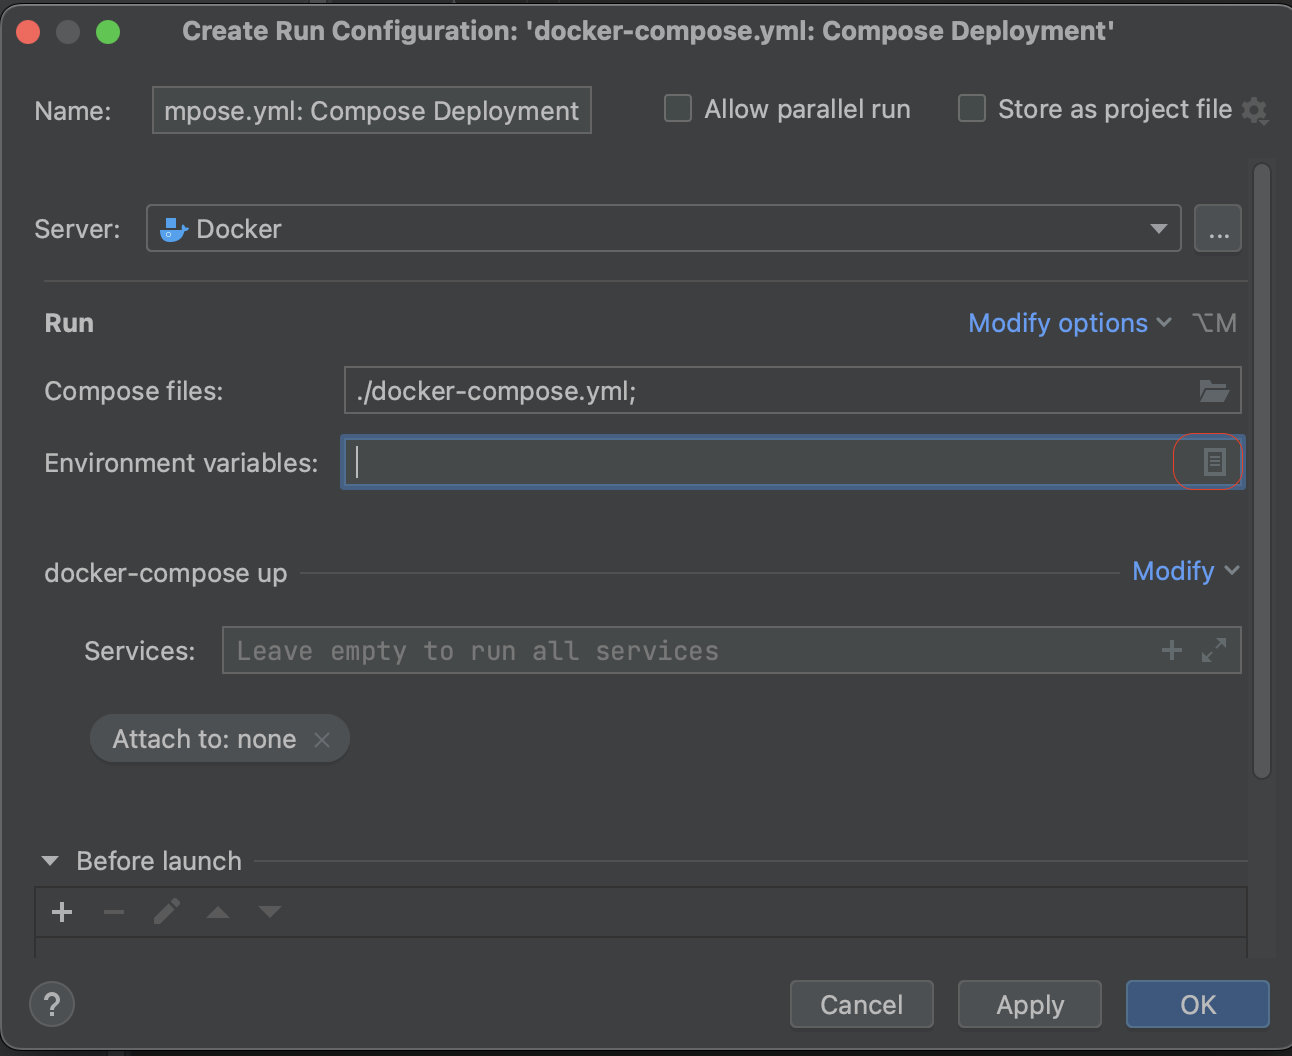 Create Run Configuration: 'docker-compose.yml: Compose Deployment'
Name: mpose.yml: Compose Deployment Allow parallel run Store as project file
Server: Docker ...
Run Modify options ⌥M
Compose files: ./docker-compose.yml;
Environment variables:
docker-compose up Modify
Services: Leave empty to run all services
Attach to: none
Before launch
? Cancel Apply OK